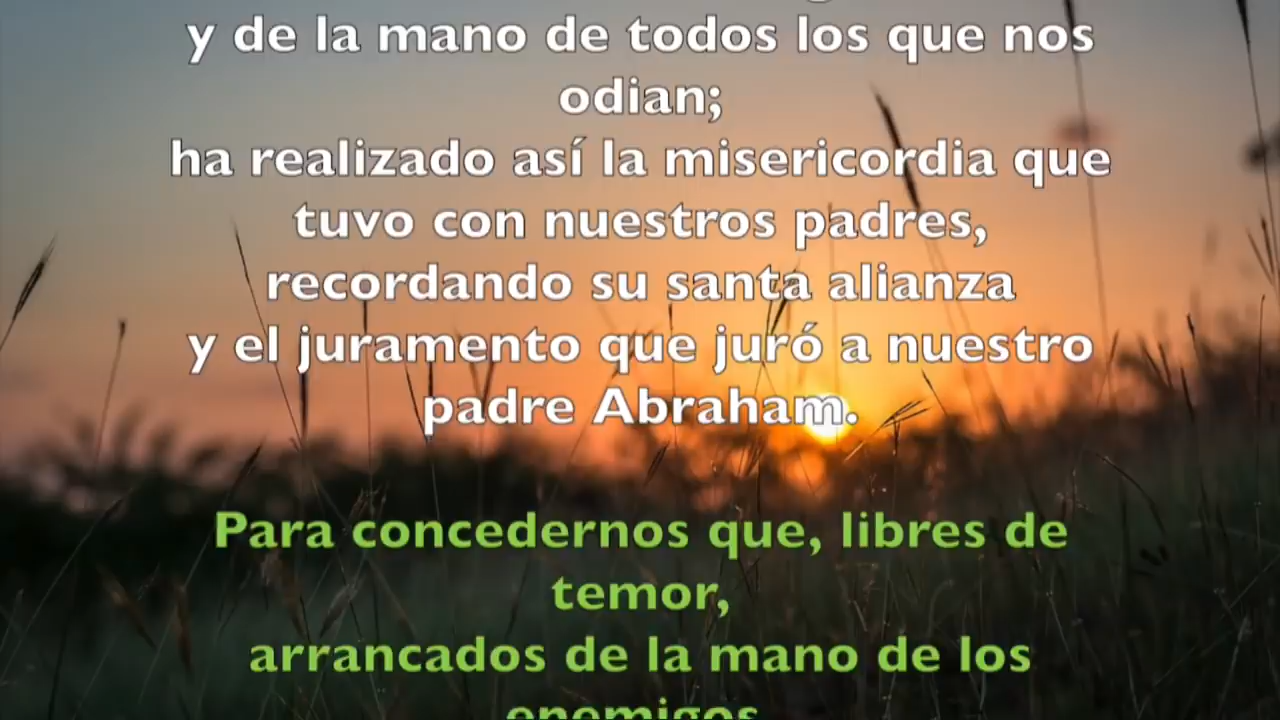 y de la mano de todos los que nos
odian;
ha realizado así la misericordia que
tuvo con nuestros padres,
recordando su santa alianza
y el juramento que juró a nuestro
padre Abraham.
Para concedernos que, libres de
temor,
arrancados de la mano de los
enemigos,